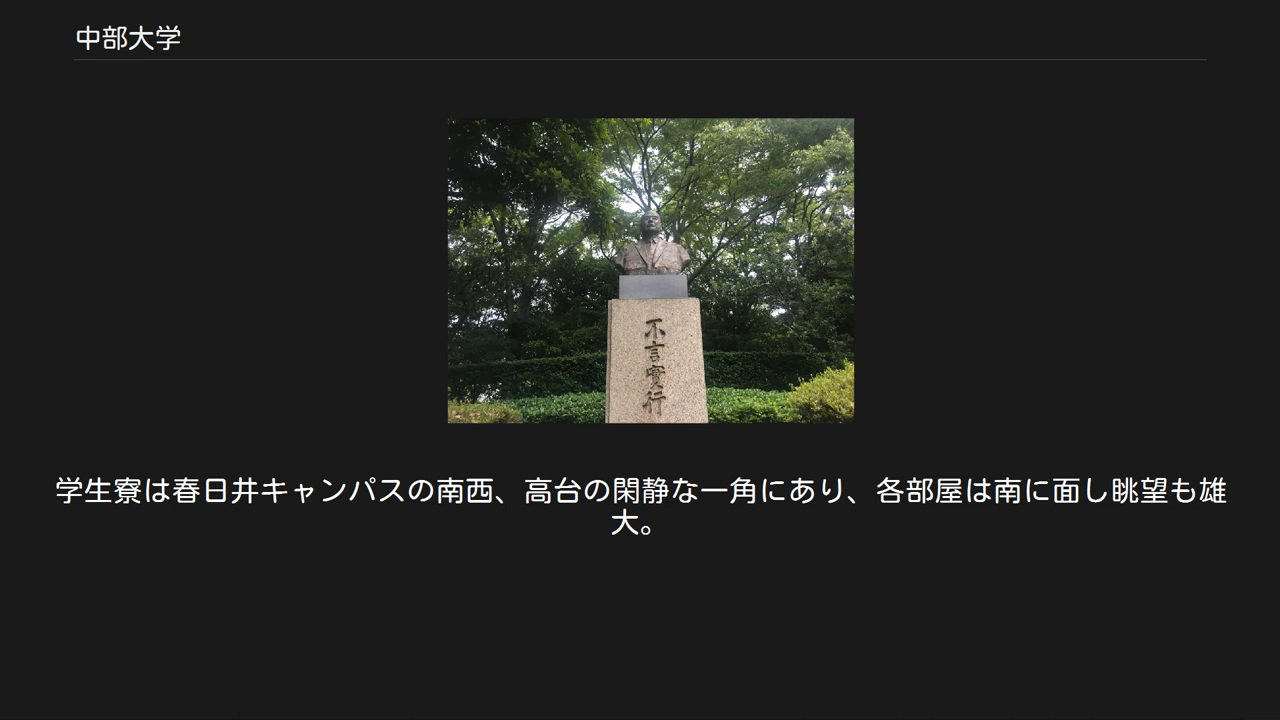 中部大学
不言實行
学生寮は春日井キャンパスの南西、高台の閑静な一角にあり、各部屋は南に面し眺望も雄
大。